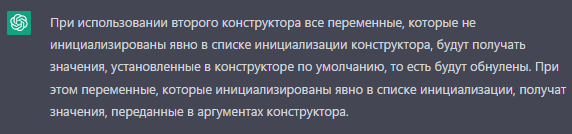 При использовании второго конструктора все переменные, которые не
инициализированы явно в списке инициализации конструктора, будут получать
значения, установленные в конструкторе по умолчанию, то есть будут обнулены. При
этом переменные, которые инициализированы явно в списке инициализации, получат
значения, переданные в аргументах конструктора.